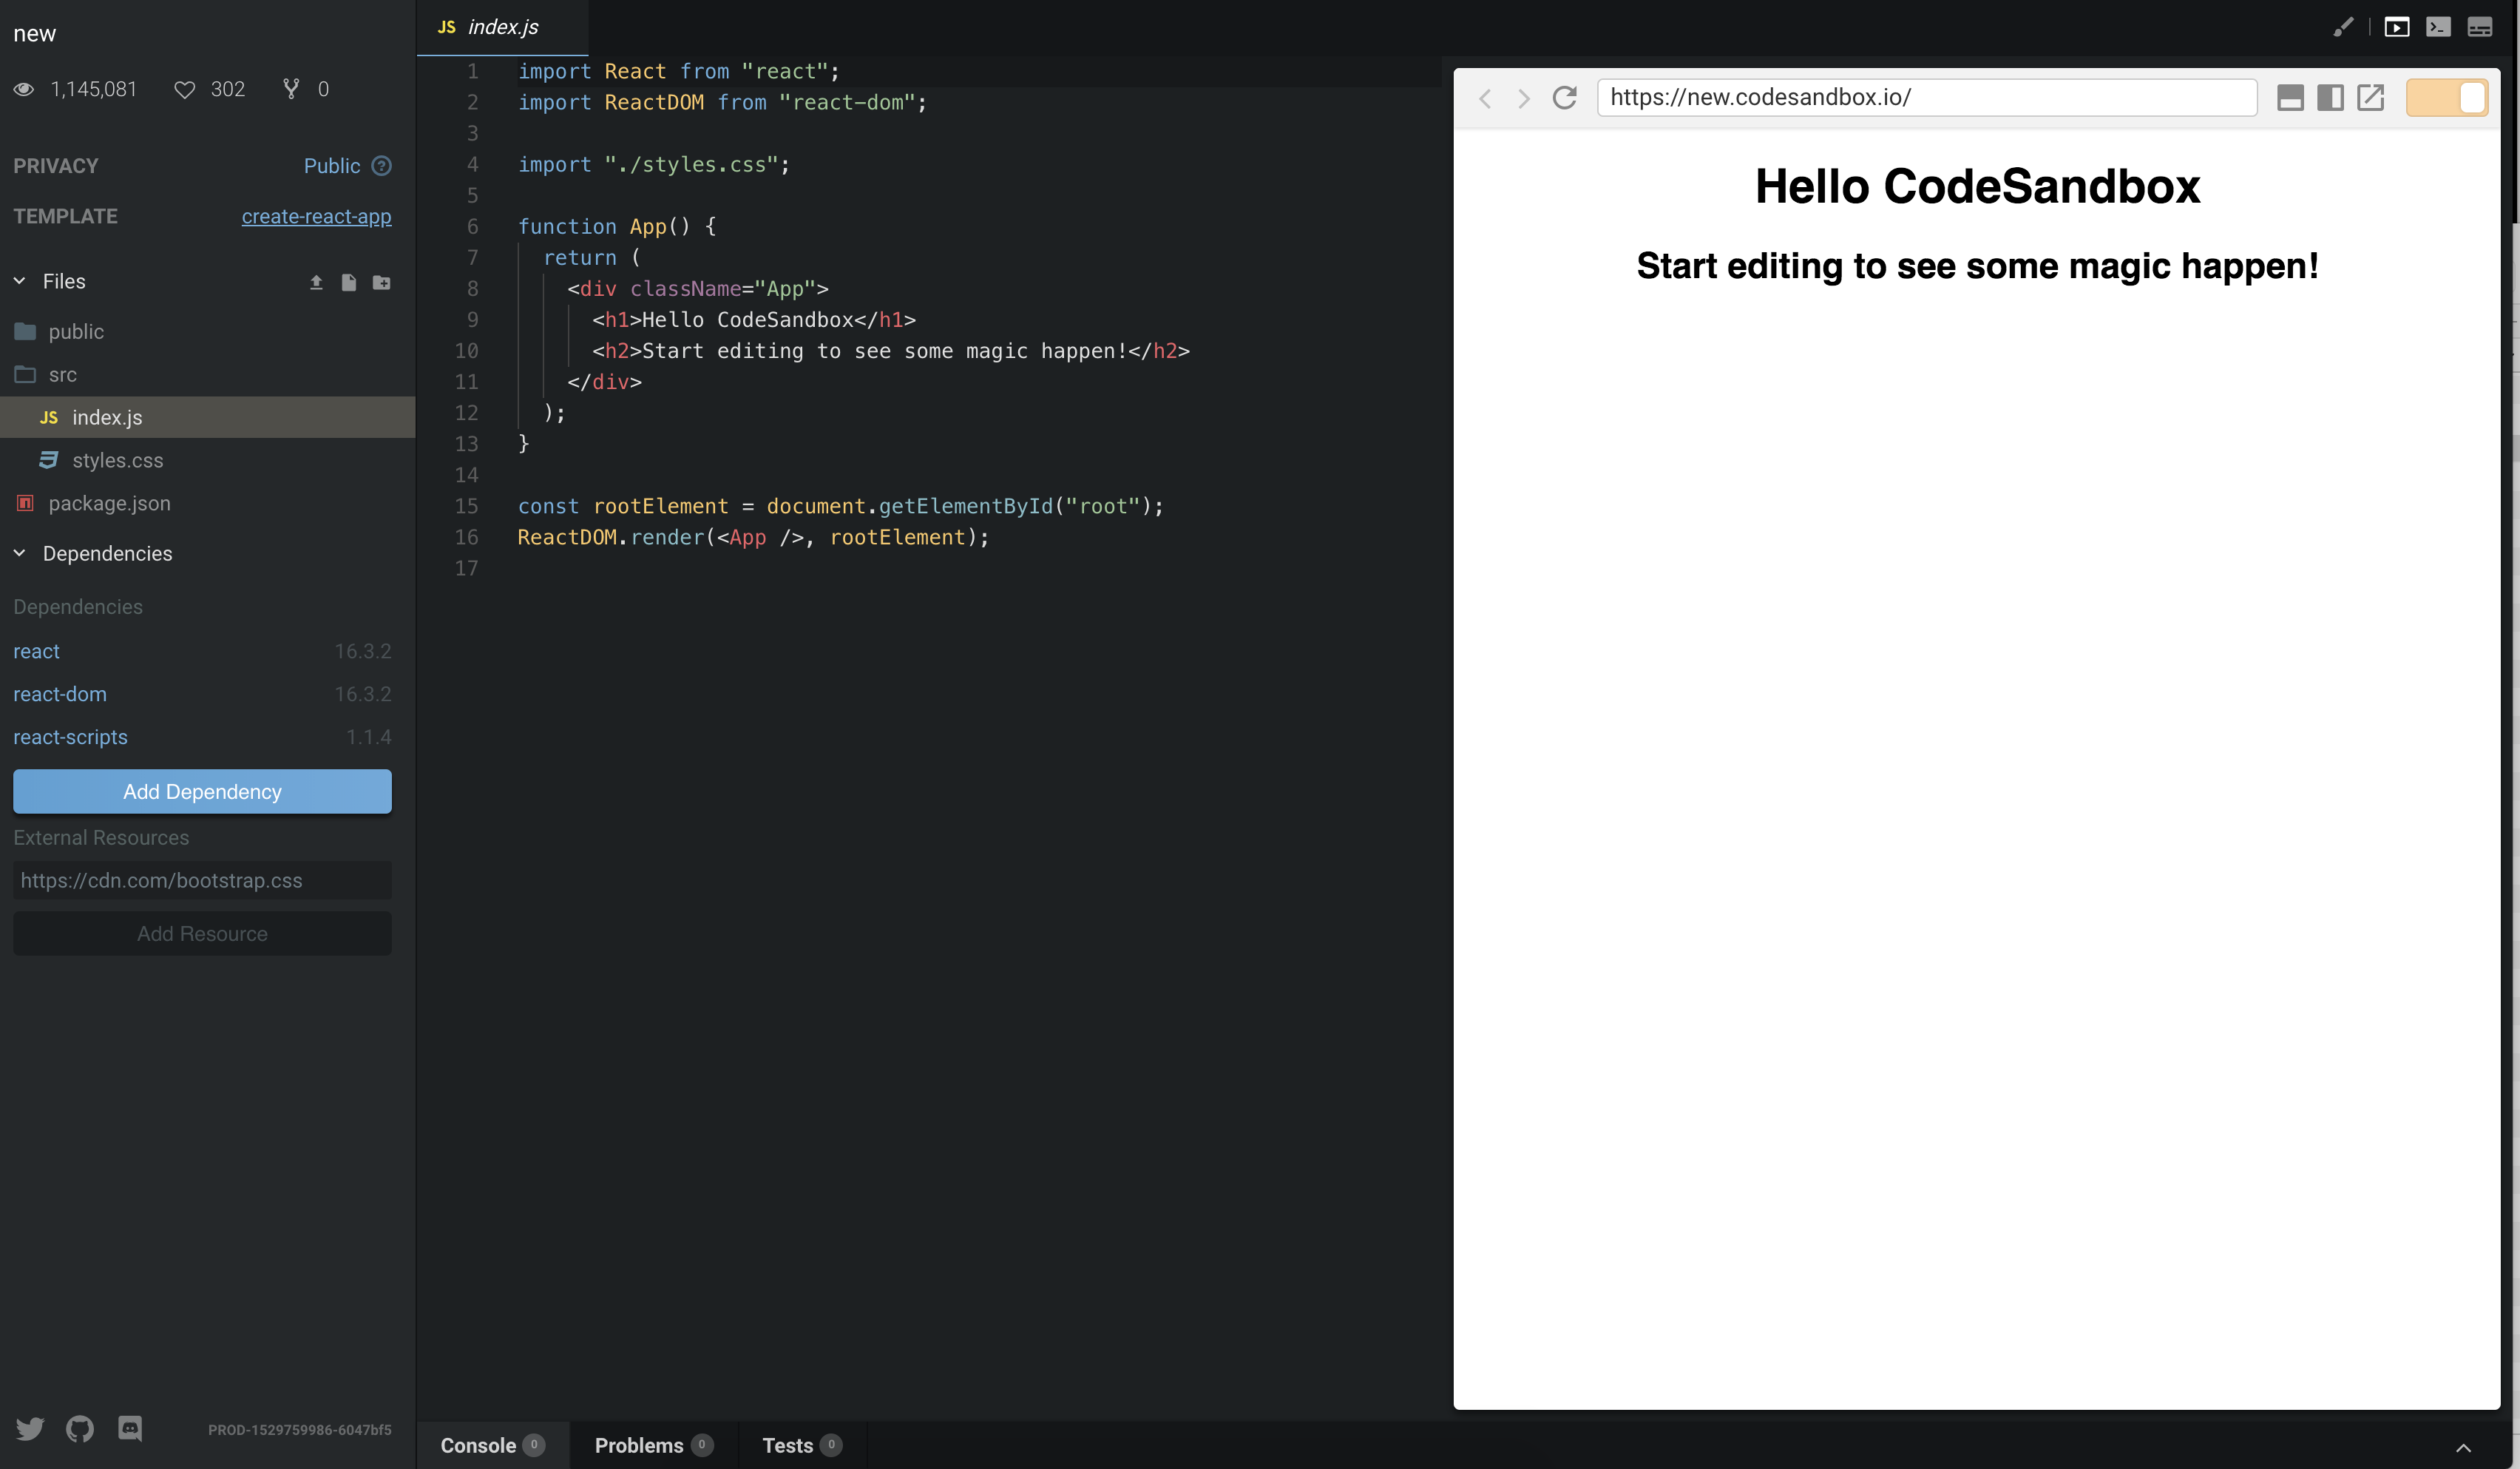 new
1,145,081 302 0
PRIVACY Public ?
TEMPLATE create-react-app
Files
public
src
JS index.js
styles.css
package.json
Dependencies
Dependencies
react 16.3.2
react-dom 16.3.2
react-scripts 1.1.4
Add Dependency
External Resources
https://cdn.com/bootstrap.css
Add Resource
PROD-1529759986-6047bf5
JS index.js
1 import React from "react";
2 import ReactDOM from "react-dom";
3
4 import "./styles.css";
5
6 function App() {
7 return (
8 <div className="App">
9 <h1>Hello CodeSandbox</h1>
10 <h2>Start editing to see some magic happen!</h2>
11 </div>
12 );
13 }
14
15 const rootElement = document.getElementById("root");
16 ReactDOM.render(<App />, rootElement);
17
Console 0 Problems 0 Tests 0
https://new.codesandbox.io/
Hello CodeSandbox
Start editing to see some magic happen!